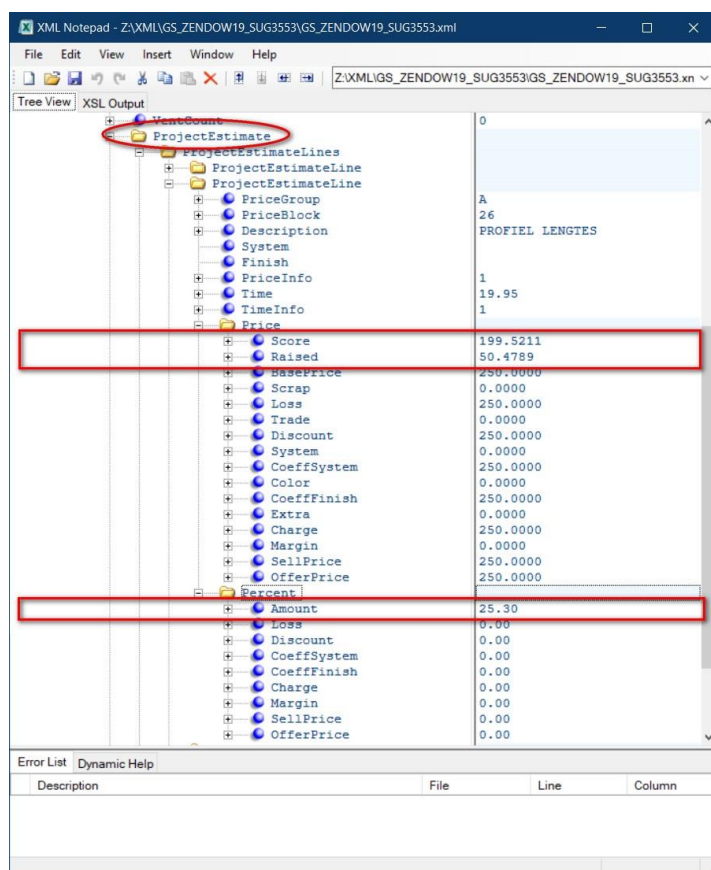 XML Notepad - Z:\XML\GS_ZENDOW19_SUG3553\GS_ZENDOW19_SUG3553.xml
File Edit View Insert Window Help
Z:\XML\GS_ZENDOW19_SUG3553\GS_ZENDOW19_SUG3553.xn
Tree View XSL Output
VentCount 0
ProjectEstimate
ProjectEstimateLines
ProjectEstimateLine
ProjectEstimateLine
PriceGroup A
PriceBlock 26
Description PROFIEL LENGTES
System
Finish
PriceInfo 1
Time 19.95
TimeInfo 1
Price
Score 199.5211
Raised 50.4789
BasePrice 250.0000
Scrap 0.0000
Loss 250.0000
Trade 0.0000
Discount 250.0000
System 0.0000
CoeffSystem 250.0000
Color 0.0000
CoeffFinish 250.0000
Extra 0.0000
Charge 250.0000
Margin 0.0000
SellPrice 250.0000
OfferPrice 250.0000
Percent
Amount 25.30
Loss 0.00
Discount 0.00
CoeffSystem 0.00
CoeffFinish 0.00
Charge 0.00
Margin 0.00
SellPrice 0.00
OfferPrice 0.00
Error List Dynamic Help
Description File Line Column